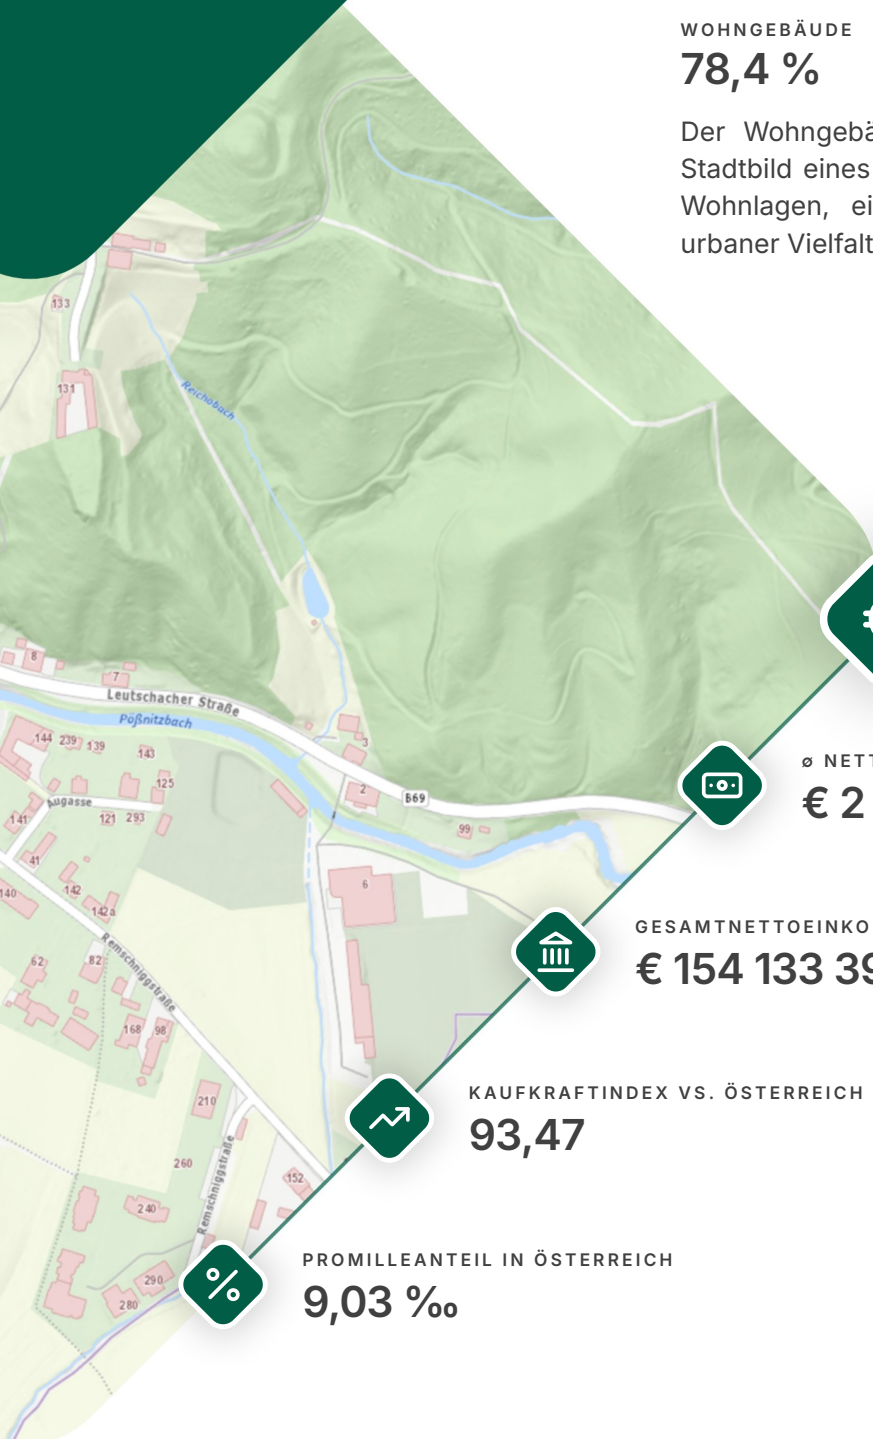 WOHNGEBÄUDE
78,4 %
Der Wohngebä
Stadtbild eines
Wohnlagen, ei
urbaner Vielfalt
133
131
Reichobach
8
7
Leutschacher Straße
Pößnitzbach
144 239 139
143
3
125
2
B69
Augasse
141
121 293
99
41
6
140
142
142a
Remschniggstraße
62
82
168 98
210
260
Remschniggstraße
152
240
290
280
ø NETT
€ 2
GESAMTNETTOEINKO
€ 154 133 39
KAUFKRAFTINDEX VS. ÖSTERREICH
93,47
PROMILLEANTEIL IN ÖSTERREICH
9,03 ‰